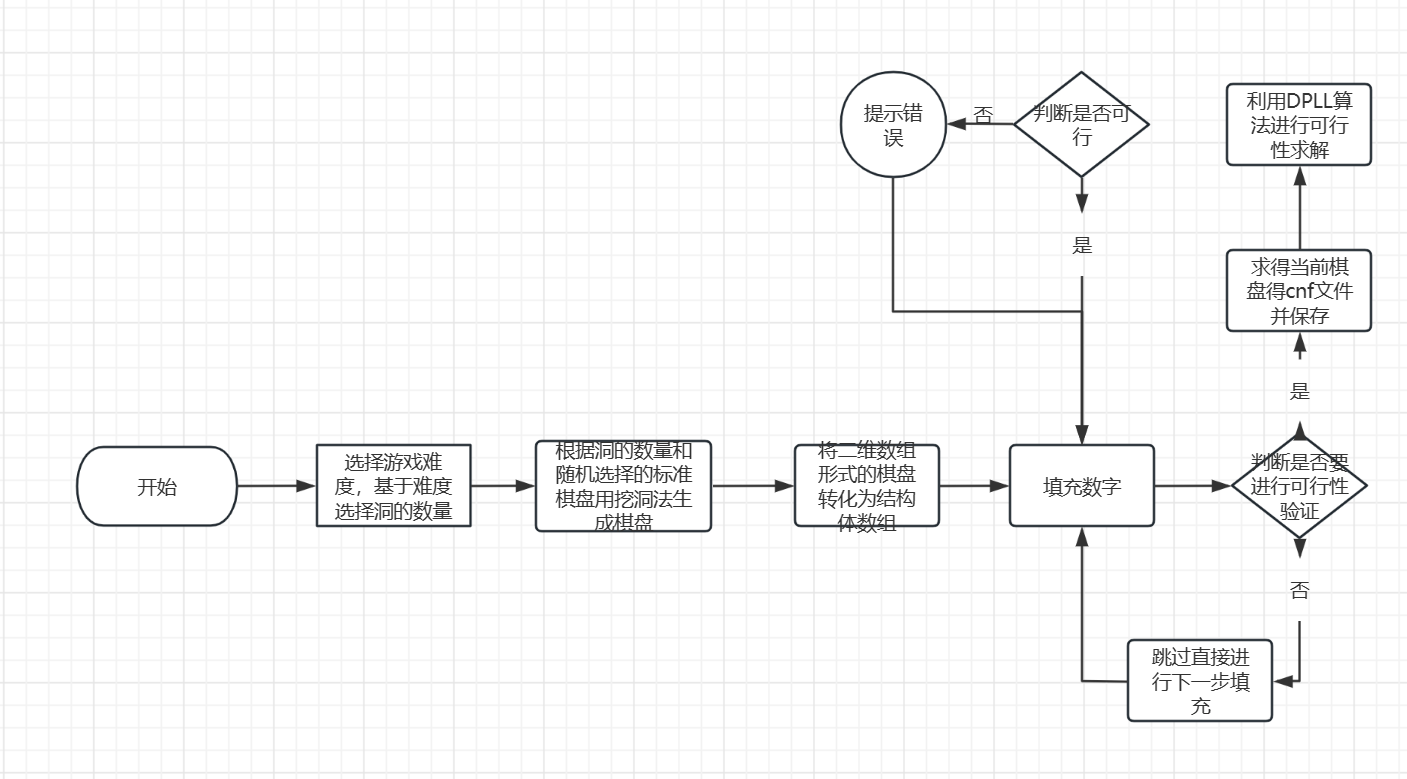 开始
选择游戏难
度，基于难度
选择洞的数量
根据洞的数量和
随机选择的标准
棋盘用挖洞法生
成棋盘
将二维数组
形式的棋盘
转化为结构
体数组
填充数字
判断是否要
进行可行性
验证
是
求得当前棋
盘得cnf文件
并保存
利用DPLL算
法进行可行
性求解
判断是否可
行
否
提示错
误
是
否
跳过直接进
行下一步填
充